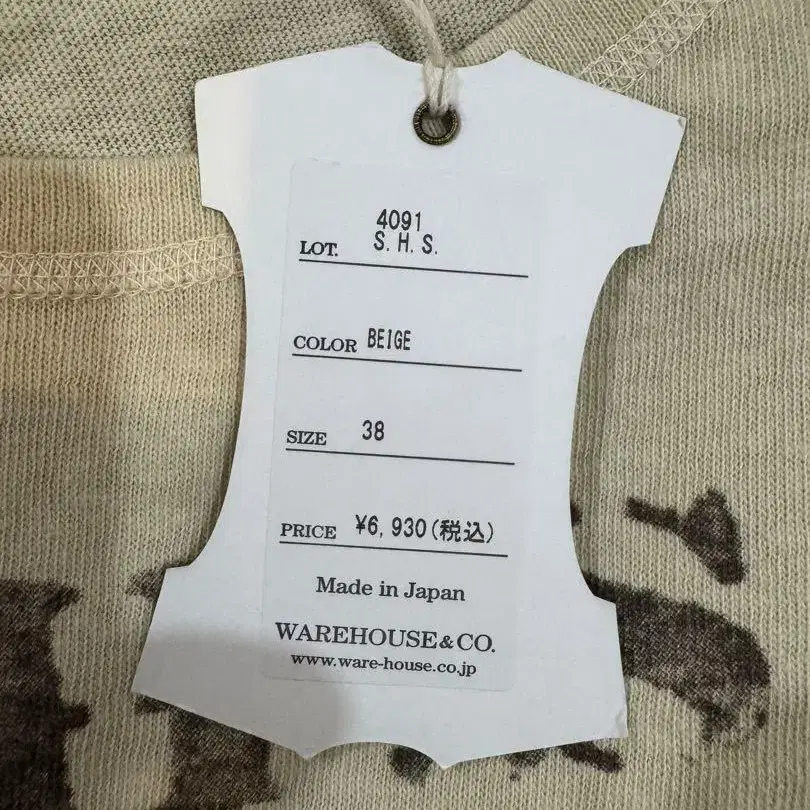 4091
LOT. S. H. S.
COLOR BEIGE
SIZE 38
PRICE ¥6,930(税込)
Made in Japan
WAREHOUSE&CO.
www.ware-house.co.jp